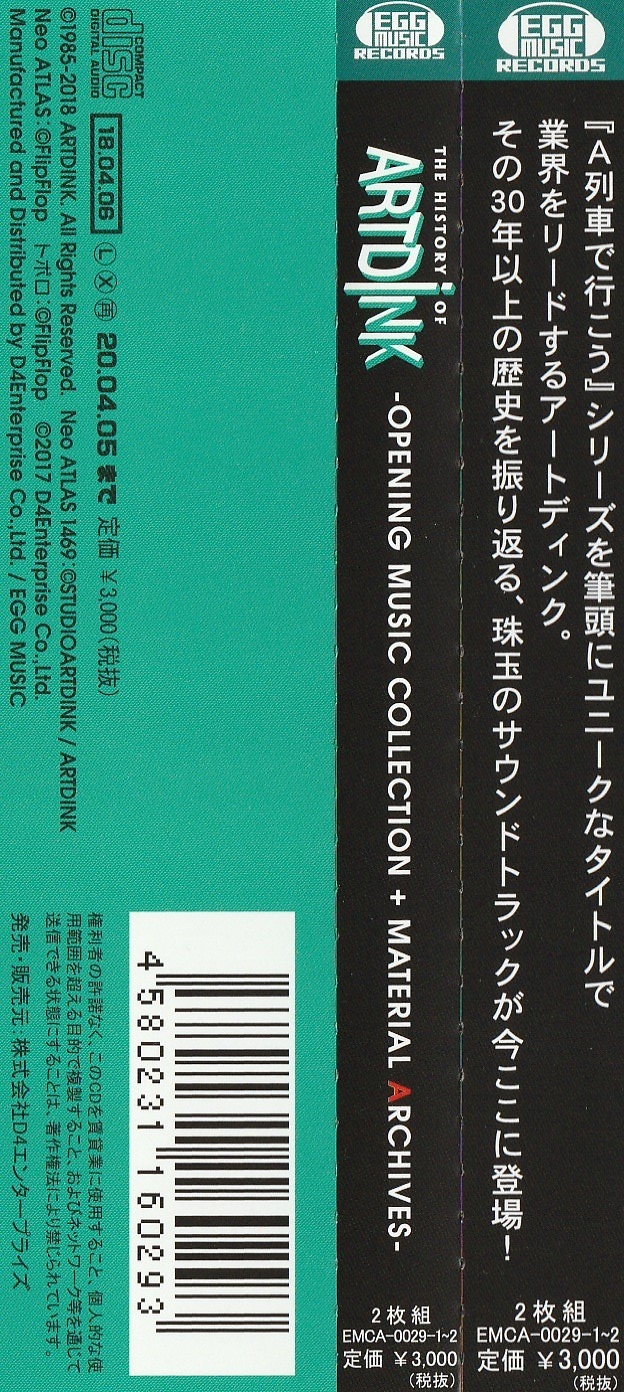 EGG
MUSIC
RECORDS
『A列車で行こう』シリーズを筆頭にユニークなタイトルで
業界をリードするアートディンク。
その30年以上の歴史を振り返る、珠玉のサウンドトラックが今ここに登場！
2枚組
EMCA-0029-1~2
定価 ¥3,000
(税抜)
EGG
MUSIC
RECORDS
THE HISTORY OF
ARTDINK
-OPENING MUSIC COLLECTION + MATERIAL ARCHIVES-
2枚組
EMCA-0029-1~2
定価 ¥3,000
(税抜)
COMPACT
disc
DIGITAL AUDIO
18.04.06 Ⓛ Ⓧ ㊐ 20.04.05 まで 定価 ¥3,000(税抜)
©1985-2018 ARTDINK. All Rights Reserved. Neo ATLAS 1469:©STUDIOARTDINK / ARTDINK
Neo ATLAS:©FlipFlop トポロ:©FlipFlop ©2017 D4Enterprise Co.,Ltd.
Manufactured and Distributed by D4Enterprise Co.,Ltd. / EGG MUSIC
4 580231 160293
権利者の許諾なく、このCDを賃貸業に使用すること、個人的な使
用範囲を超える目的で複製すること、およびネットワーク等を通じて
送信できる状態にすることは、著作権法により禁じられています。
発売・販売元:株式会社D4エンタープライズ